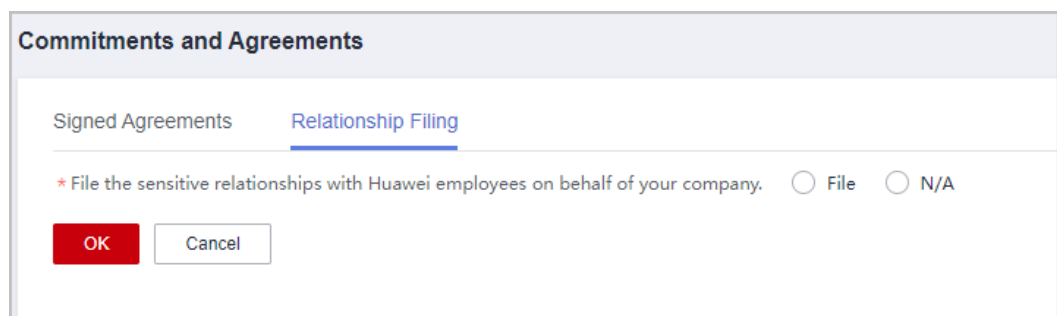 Commitments and Agreements
Signed Agreements Relationship Filing
* File the sensitive relationships with Huawei employees on behalf of your company. File N/A
OK Cancel